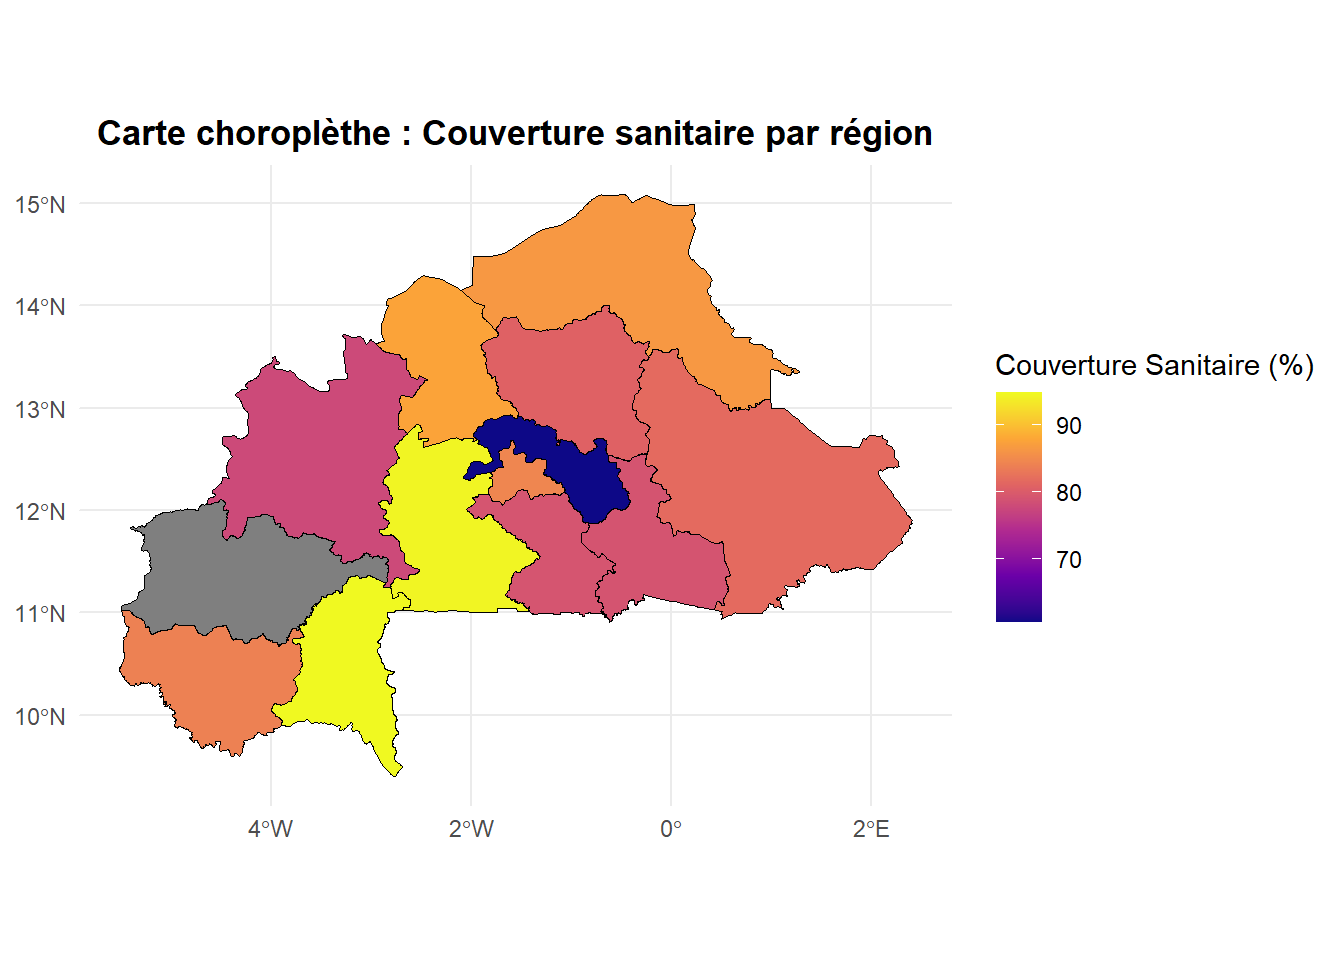 Carte choroplèthe : Couverture sanitaire par région
15°N
14°N
13°N
12°N
11°N
10°N
4°W
2°W
0°
2°E
Couverture Sanitaire (%)
90
80
70